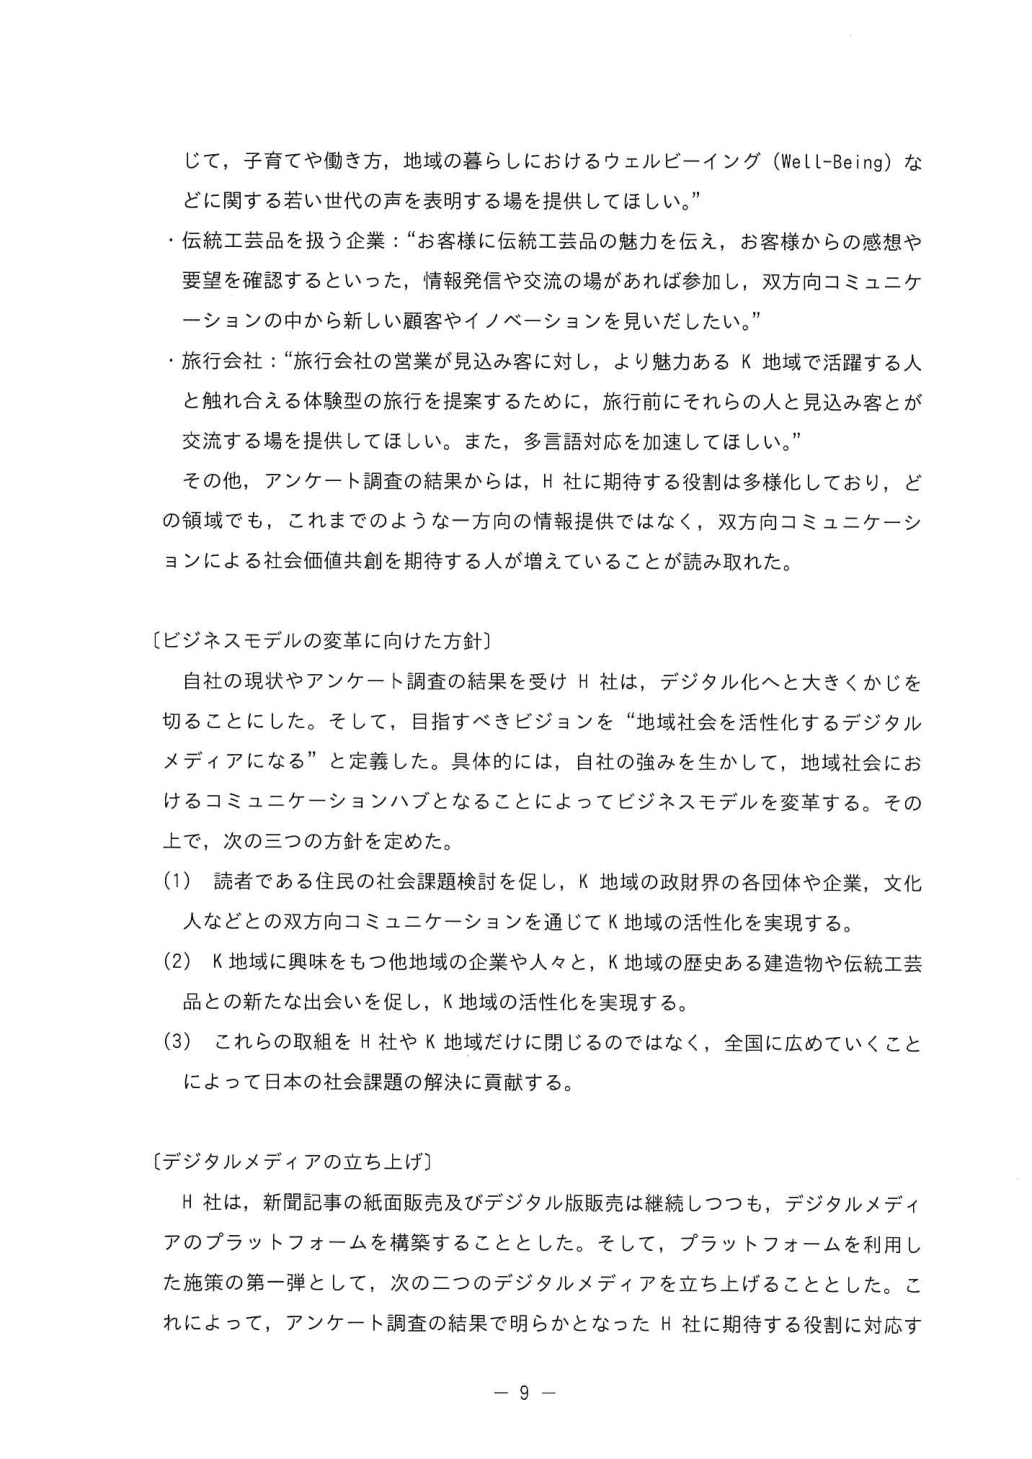 じて，子育てや働き方，地域の暮らしにおけるウェルビーイング（Well-Being）な
どに関する若い世代の声を表明する場を提供してほしい。”
・伝統工芸品を扱う企業：“お客様に伝統工芸品の魅力を伝え，お客様からの感想や
要望を確認するといった，情報発信や交流の場があれば参加し，双方向コミュニケ
ーションの中から新しい顧客やイノベーションを見いだしたい。”
・旅行会社：“旅行会社の営業が見込み客に対し，より魅力ある K 地域で活躍する人
と触れ合える体験型の旅行を提案するために，旅行前にそれらの人と見込み客とが
交流する場を提供してほしい。また，多言語対応を加速してほしい。”
その他，アンケート調査の結果からは，H 社に期待する役割は多様化しており，ど
の領域でも，これまでのような一方向の情報提供ではなく，双方向コミュニケーシ
ョンによる社会価値共創を期待する人が増えていることが読み取れた。
〔ビジネスモデルの変革に向けた方針〕
自社の現状やアンケート調査の結果を受け H 社は，デジタル化へと大きくかじを
切ることにした。そして，目指すべきビジョンを“地域社会を活性化するデジタル
メディアになる”と定義した。具体的には，自社の強みを生かして，地域社会にお
けるコミュニケーションハブとなることによってビジネスモデルを変革する。その
上で，次の三つの方針を定めた。
(1) 読者である住民の社会課題検討を促し，K 地域の政財界の各団体や企業，文化
人などとの双方向コミュニケーションを通じて K 地域の活性化を実現する。
(2) K 地域に興味をもつ他地域の企業や人々と，K 地域の歴史ある建造物や伝統工芸
品との新たな出会いを促し，K 地域の活性化を実現する。
(3) これらの取組を H 社や K 地域だけに閉じるのではなく，全国に広めていくこと
によって日本の社会課題の解決に貢献する。
〔デジタルメディアの立ち上げ〕
H 社は，新聞記事の紙面販売及びデジタル版販売は継続しつつも，デジタルメディ
アのプラットフォームを構築することとした。そして，プラットフォームを利用し
た施策の第一弾として，次の二つのデジタルメディアを立ち上げることとした。こ
れによって，アンケート調査の結果で明らかとなった H 社に期待する役割に対応す
― 9 ―